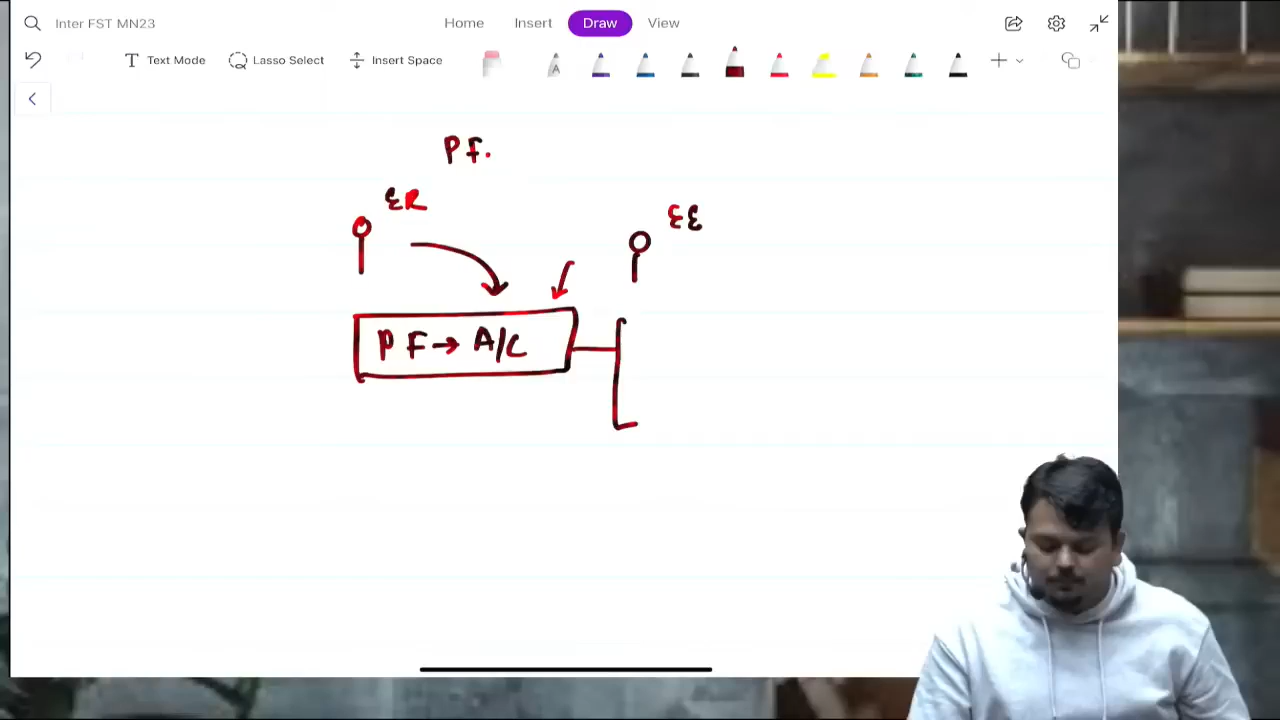 Inter FST MN23
Home Insert Draw View
Text Mode Lasso Select Insert Space
A
PF.
ER
EE
PF→ A/C